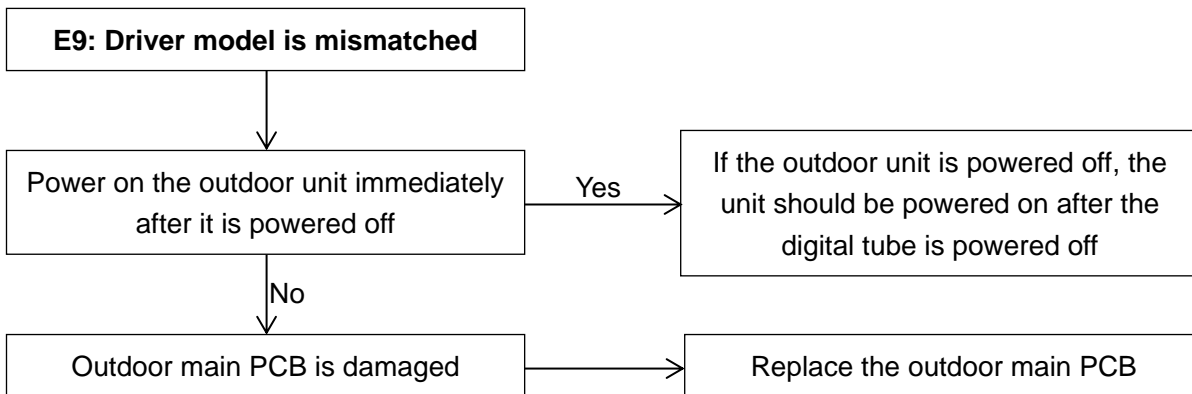 E9: Driver model is mismatched
Power on the outdoor unit immediately
after it is powered off
Yes
If the outdoor unit is powered off, the
unit should be powered on after the
digital tube is powered off
No
Outdoor main PCB is damaged
Replace the outdoor main PCB